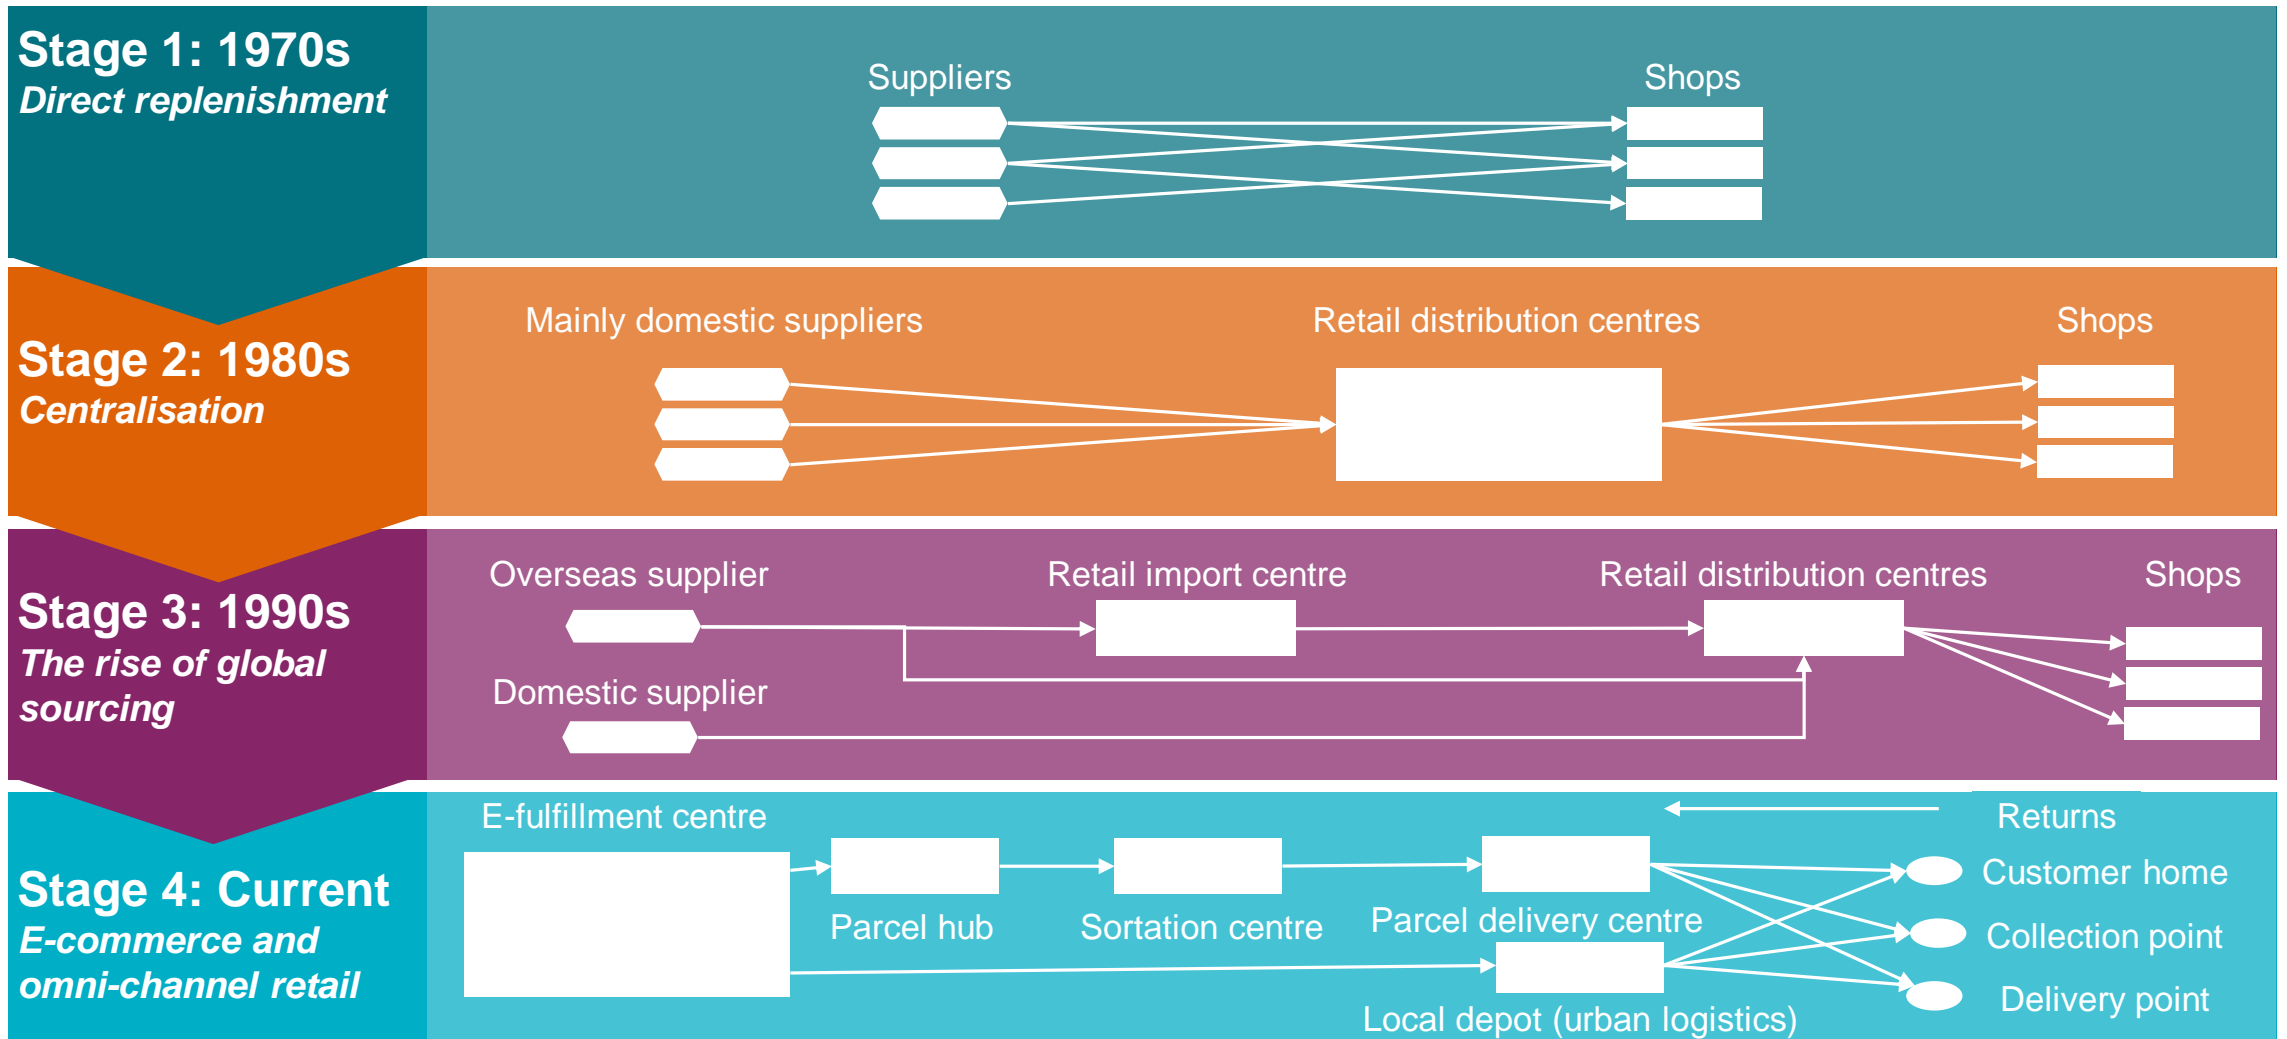 Stage 1: 1970s
Direct replenishment
Suppliers
Shops
Stage 2: 1980s
Centralisation
Mainly domestic suppliers
Retail distribution centres
Shops
Stage 3: 1990s
The rise of global
sourcing
Overseas supplier
Retail import centre
Retail distribution centres
Shops
Domestic supplier
Stage 4: Current
E-commerce and
omni-channel retail
E-fulfillment centre
Returns
Customer home
Parcel hub
Sortation centre
Parcel delivery centre
Collection point
Delivery point
Local depot (urban logistics)